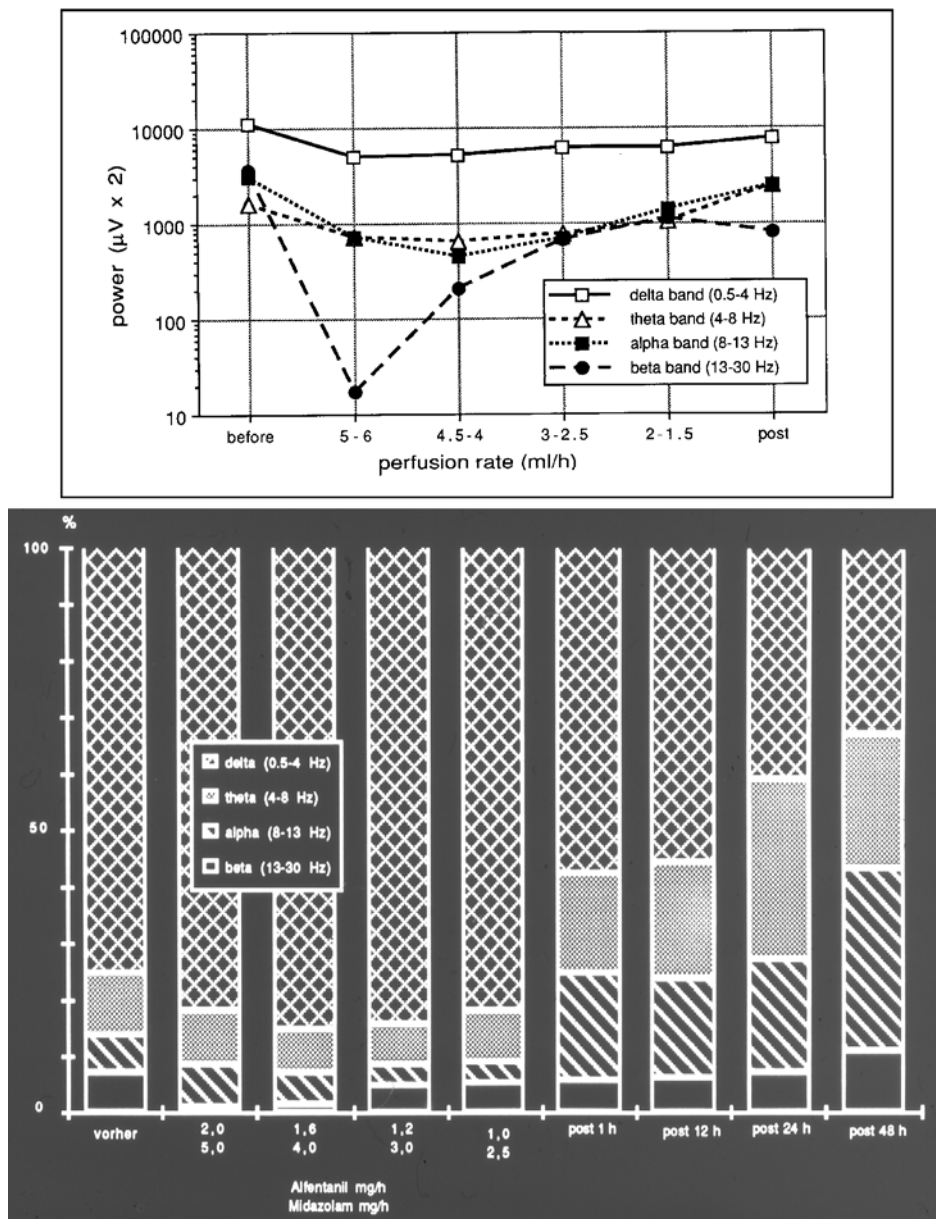 100000
10000
1000
100
10
power (µV x 2)
delta band (0.5-4 Hz)
theta band (4-8 Hz)
alpha band (8-13 Hz)
beta band (13-30 Hz)
before
5-6
4.5-4
3-2.5
2-1.5
post
perfusion rate (ml/h)
%
100
50
0
delta (0.5-4 Hz)
theta (4-8 Hz)
alpha (8-13 Hz)
beta (13-30 Hz)
vorher
2,0
5,0
1,6
4,0
1,2
3,0
1,0
2,5
post 1 h
post 12 h
post 24 h
post 48 h
Alfentanil mg/h
Midazolam mg/h